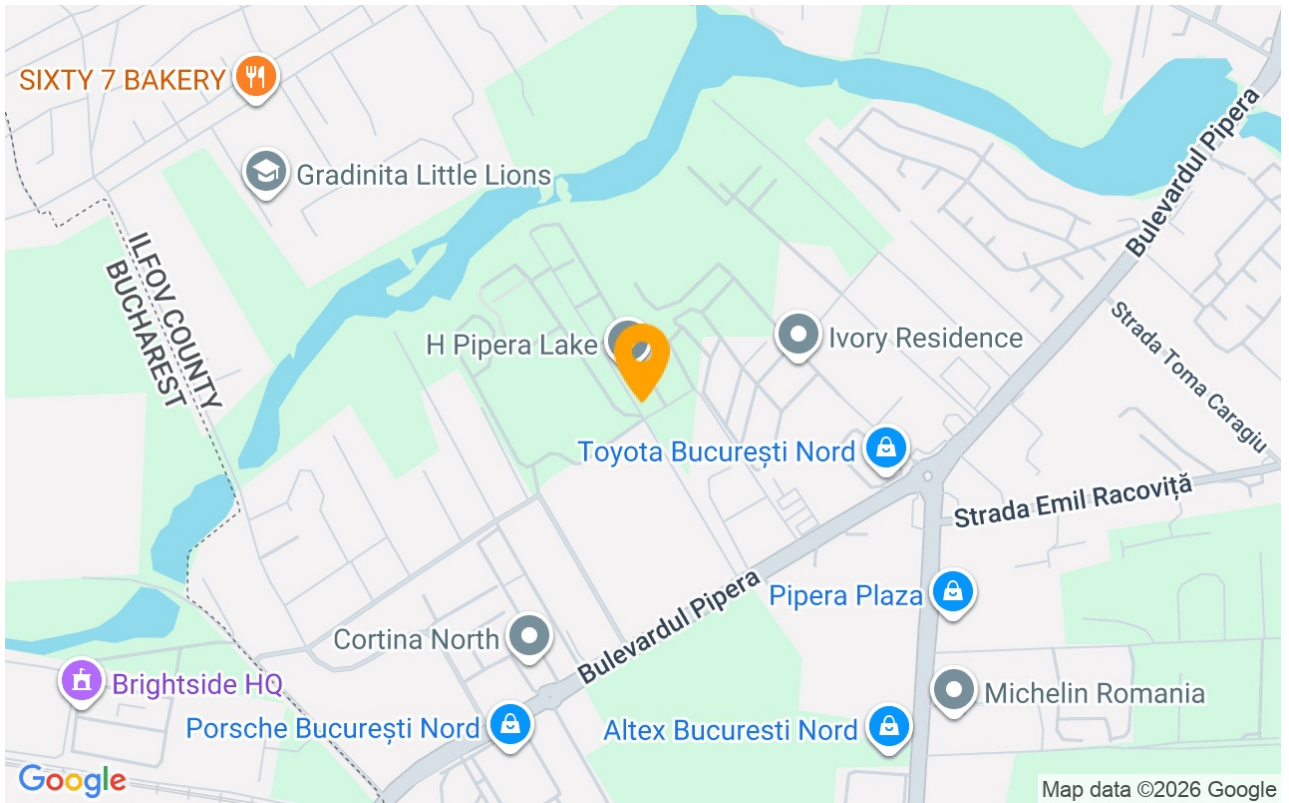 SIXTY 7 BAKERY
Gradinita Little Lions
Bulevardul Pipera
ILFOV COUNTY
BUCHAREST
H Pipera Lake
Ivory Residence
Strada Toma Caragiu
Toyota București Nord
Strada Emil Racoviță
Pipera Plaza
Bulevardul Pipera
Cortina North
Brightside HQ
Michelin Romania
Porsche București Nord
Altex Bucuresti Nord
Google
Map data ©2026 Google